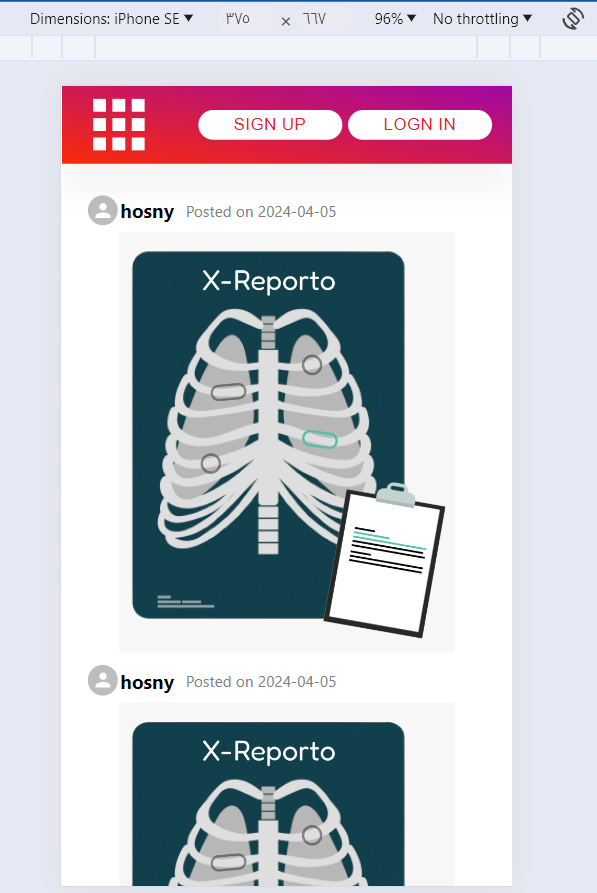 Dimensions: iPhone SE ▼ ٣٧٥ × ٦٦٧ 96% ▼ No throttling ▼
SIGN UP LOGN IN
hosny Posted on 2024-04-05
X-Reporto
hosny Posted on 2024-04-05
X-Reporto